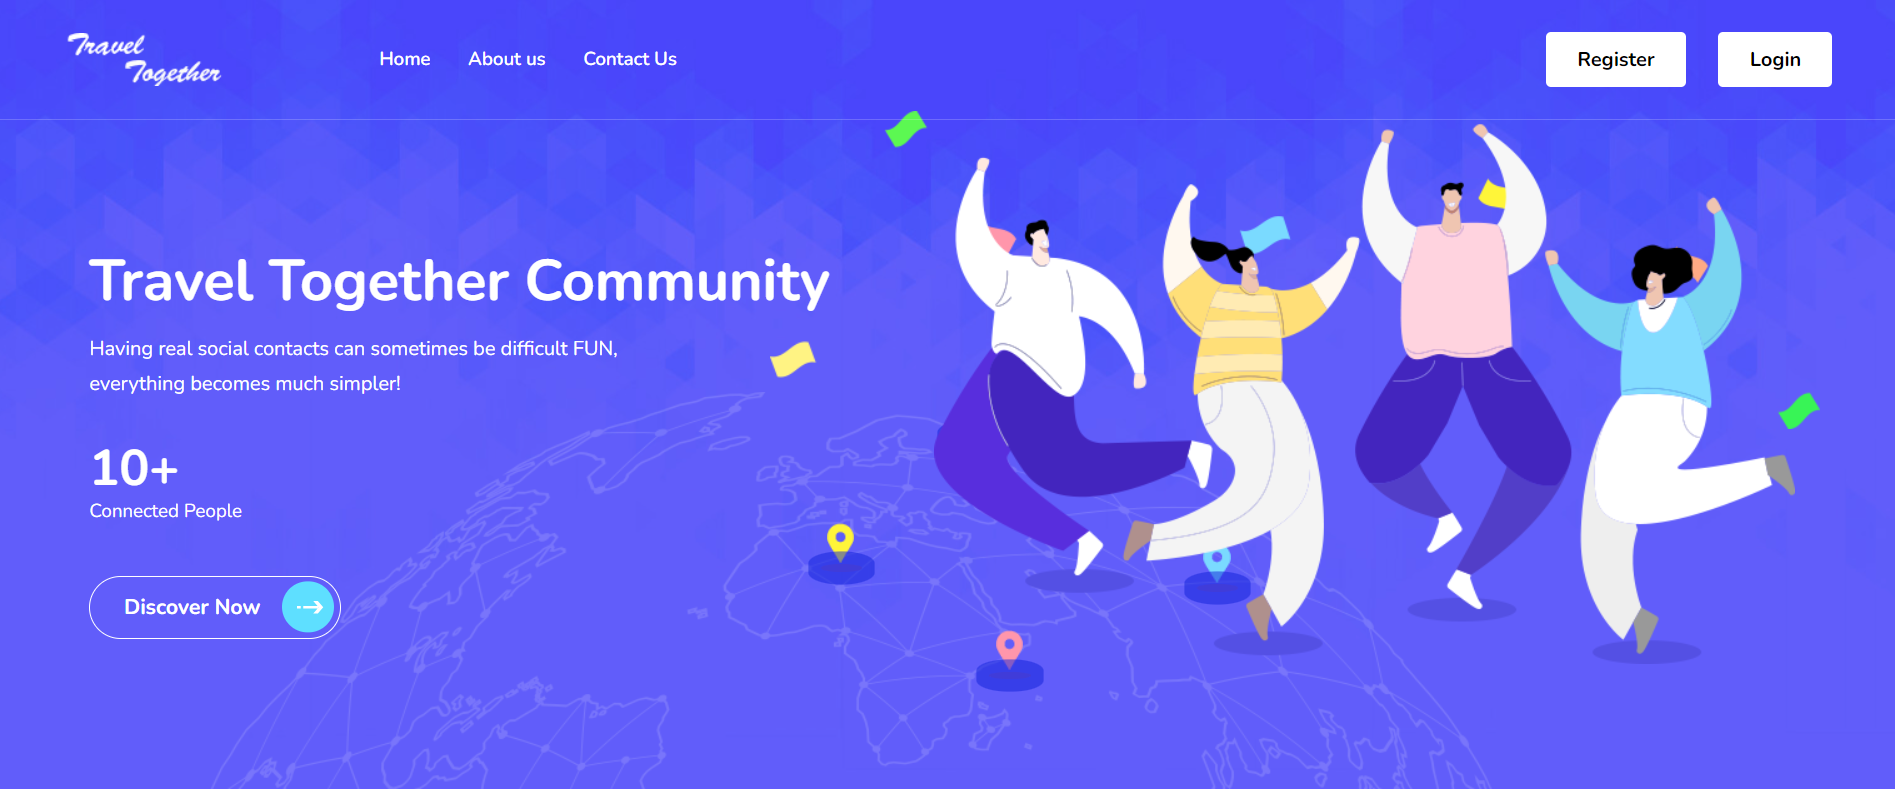 Travel
Together
Home
About us
Contact Us
Register
Login
Travel Together Community
Having real social contacts can sometimes be difficult FUN,
everything becomes much simpler!
10+
Connected People
Discover Now